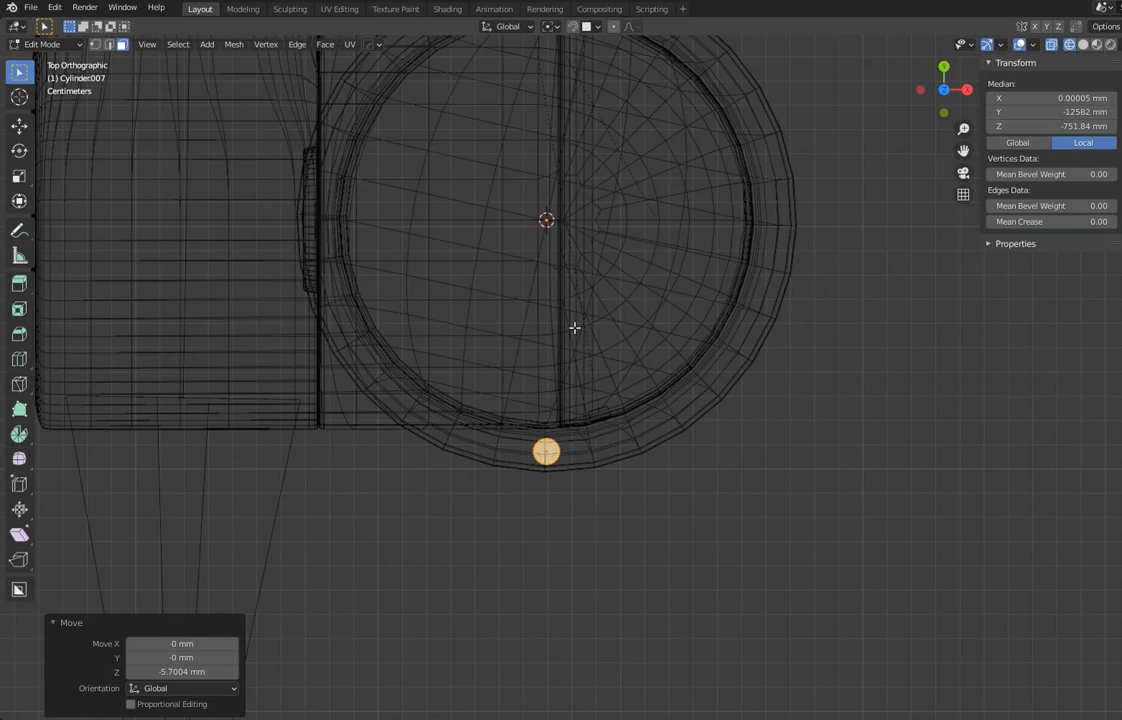 File Edit Render Window Help Layout Modeling Sculpting UV Editing Texture Paint Shading Animation Rendering Compositing Scripting +
Global X Y Z Options
Edit Mode View Select Add Mesh Vertex Edge Face UV
Top Orthographic
(1) Cylinder.007
Centimeters
Y
X
Z
Transform
Median:
X 0.00005 mm
Y -12582 mm
Z -751.84 mm
Global Local
Vertices Data:
Mean Bevel Weight 0.00
Edges Data:
Mean Bevel Weight 0.00
Mean Crease 0.00
Properties
Move
Move X -0 mm
Y -0 mm
Z -5.7004 mm
Orientation Global
Proportional Editing